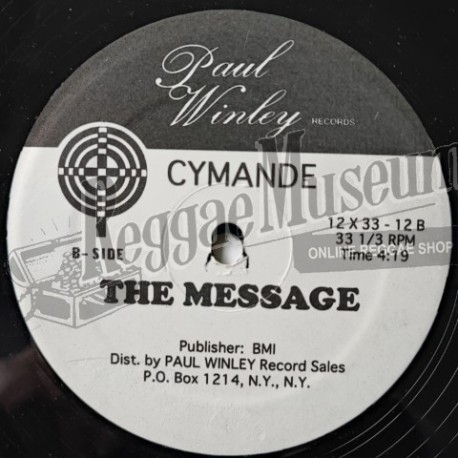 Paul
Winley
RECORDS
CYMANDE
ReggaeMuseum
ONLINE REGGAE SHOP
B-SIDE
12 X 33 - 12 B
33 1/3 RPM
Time 4:19
THE MESSAGE
Publisher: BMI
Dist. by PAUL WINLEY Record Sales
P.O. Box 1214, N.Y., N.Y.